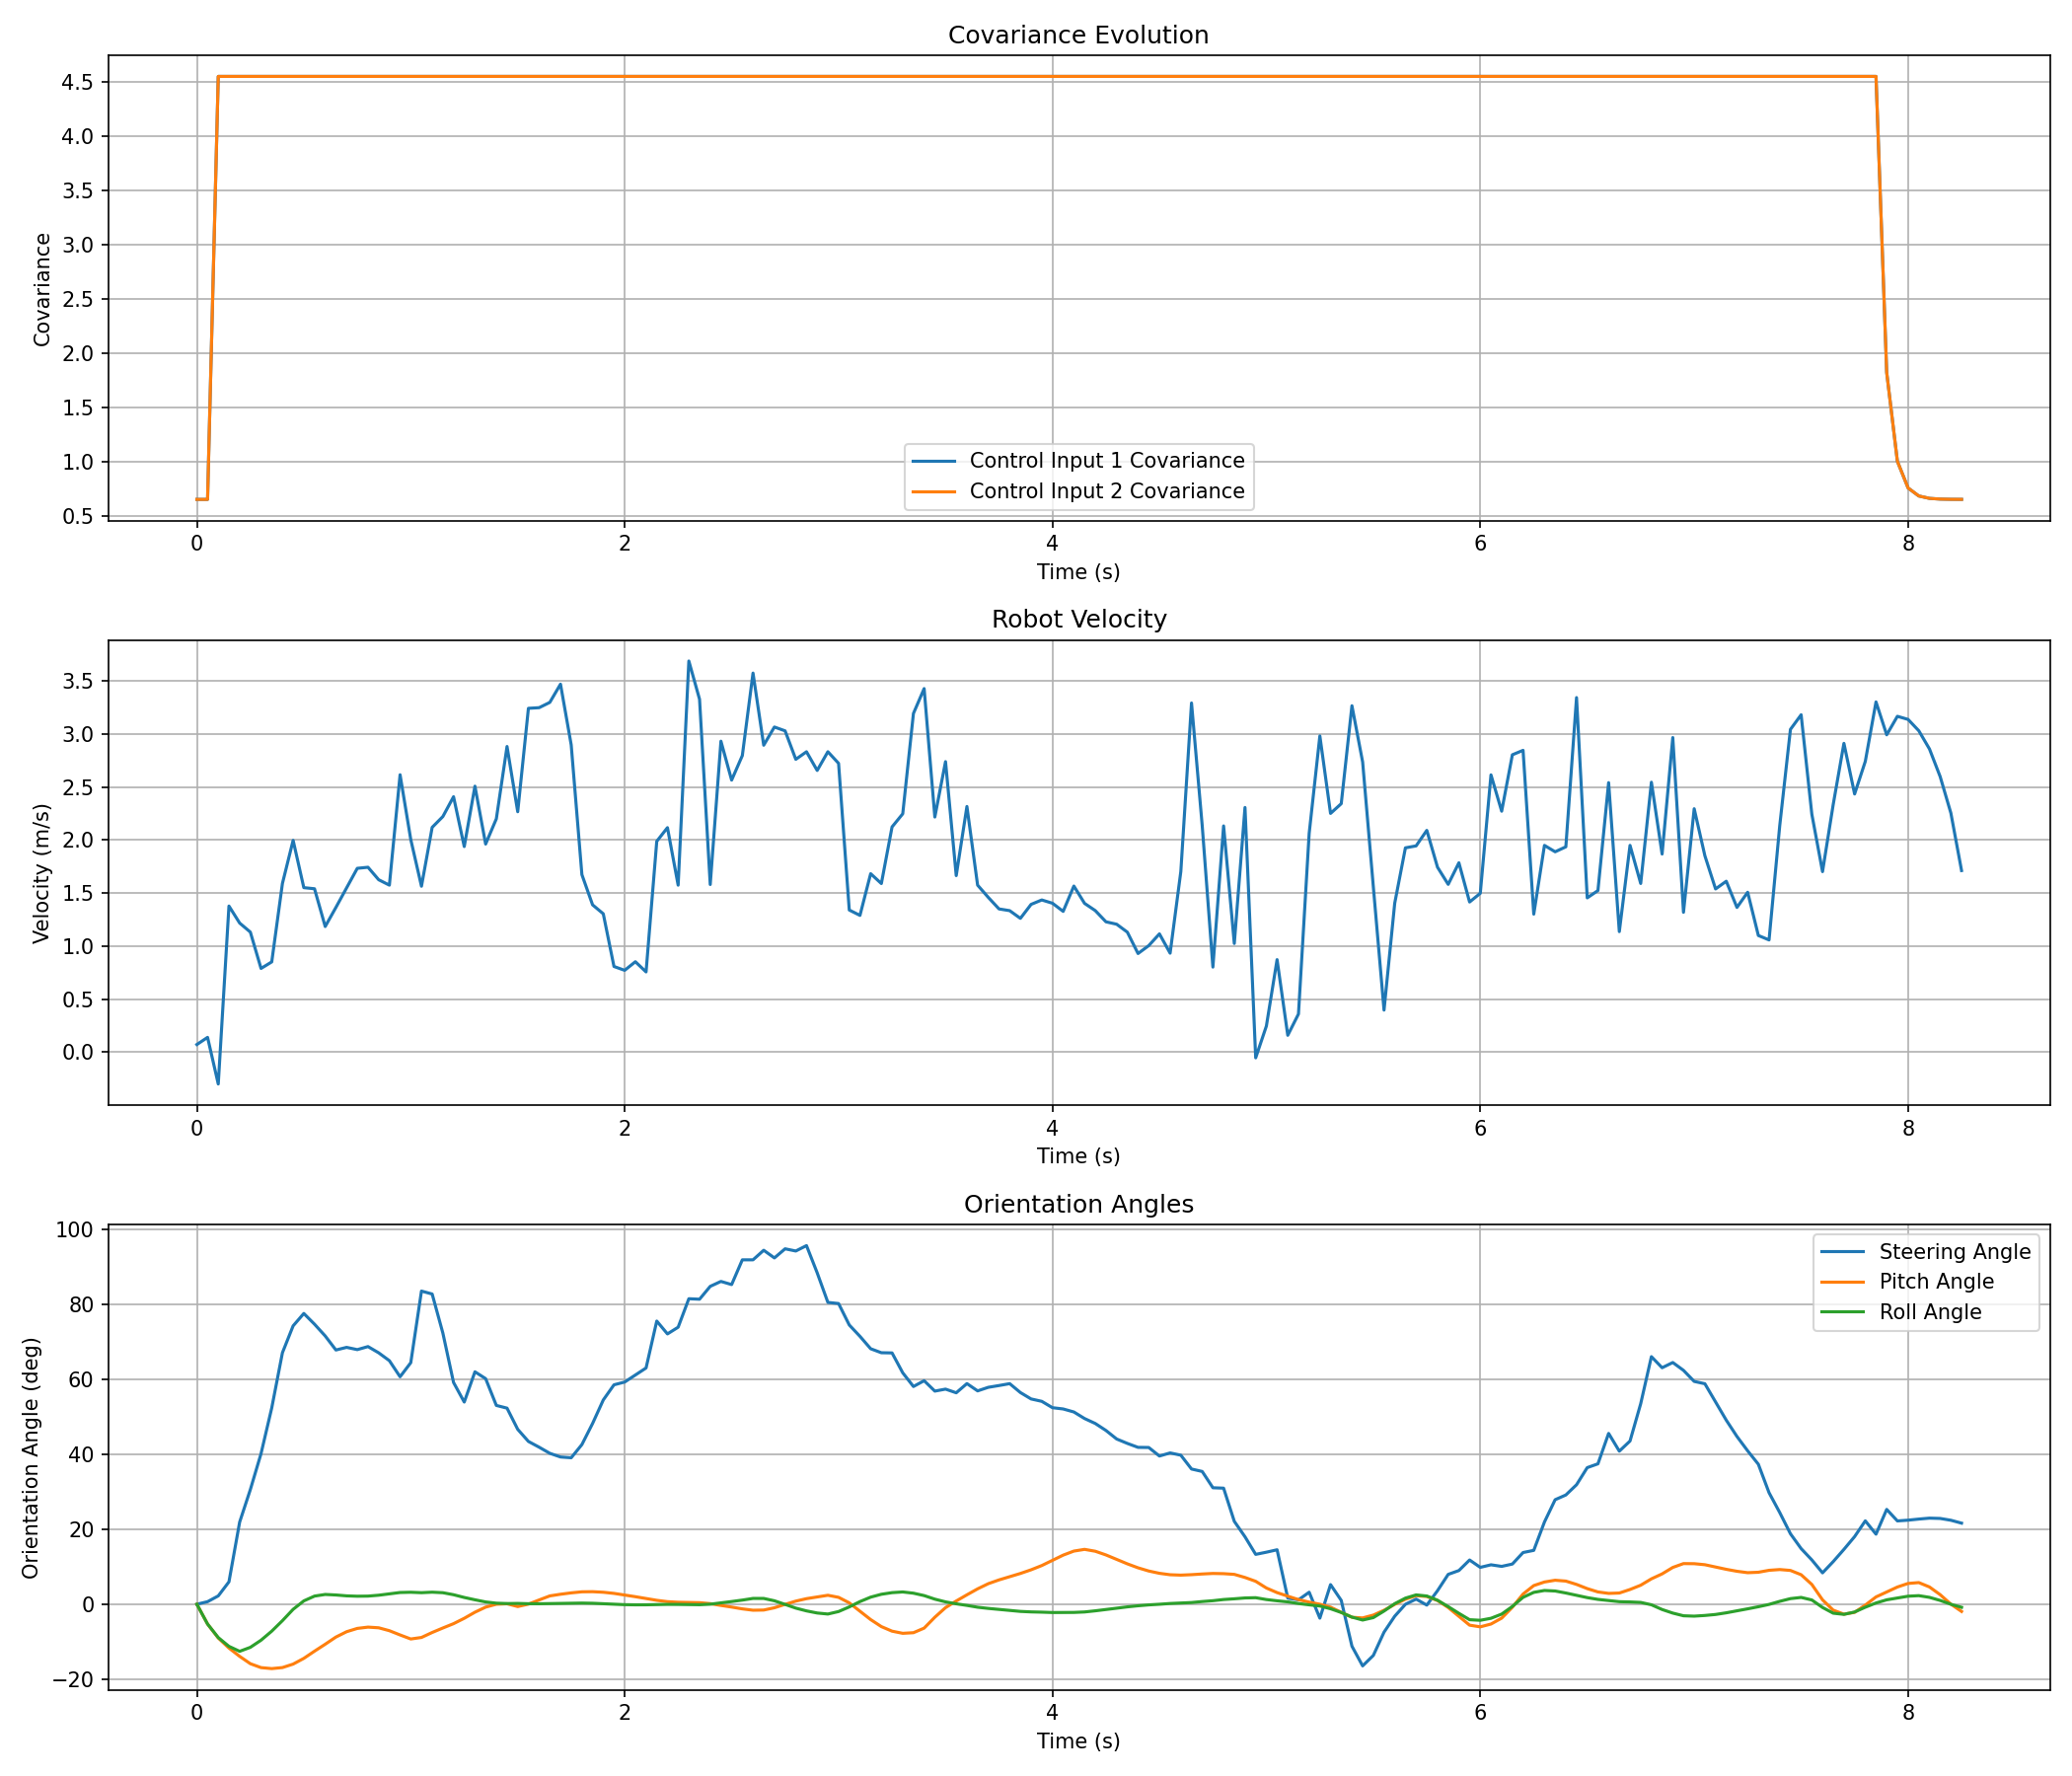 Covariance Evolution
4.5
4.0
3.5
3.0
2.5
2.0
1.5
1.0
0.5
Covariance
Control Input 1 Covariance
Control Input 2 Covariance
0 2 4 6 8
Time (s)
Robot Velocity
3.5
3.0
2.5
2.0
1.5
1.0
0.5
0.0
Velocity (m/s)
0 2 4 6 8
Time (s)
Orientation Angles
100
80
60
40
20
0
−20
Orientation Angle (deg)
Steering Angle
Pitch Angle
Roll Angle
0 2 4 6 8
Time (s)